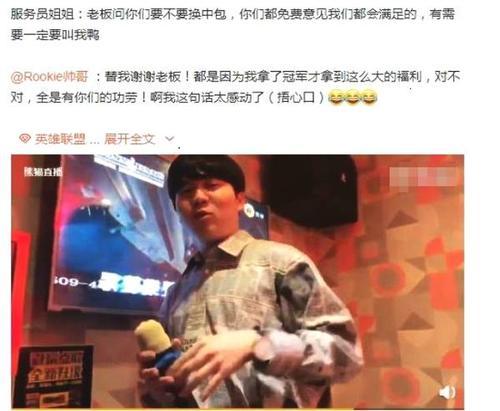 服务员姐姐：老板问你们要不要换中包，你们都免费意见我们都会满足的，有需
要一定要叫我鸭
@Rookie帅哥 ：替我谢谢老板！都是因为我拿了冠军才拿到这么大的福利，对不
对，全是有你们的功劳！啊我这句话太感动了（捂心口）😂😂😂
英雄联盟 ... 展开全文
熊猫直播
全新